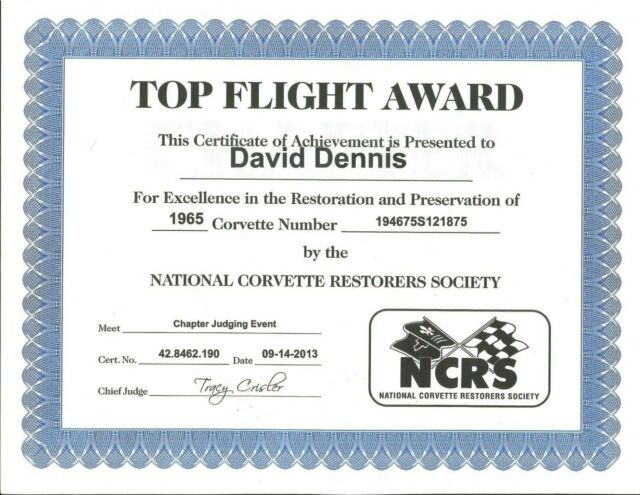 TOP FLIGHT AWARD
This Certificate of Achievement is Presented to
David Dennis
For Excellence in the Restoration and Preservation of
1965 Corvette Number 194675S121875
by the
NATIONAL CORVETTE RESTORERS SOCIETY
Meet Chapter Judging Event
Cert. No. 42.8462.190 Date 09-14-2013
Chief Judge Tracy Crisler
NCRS
NATIONAL CORVETTE RESTORERS SOCIETY